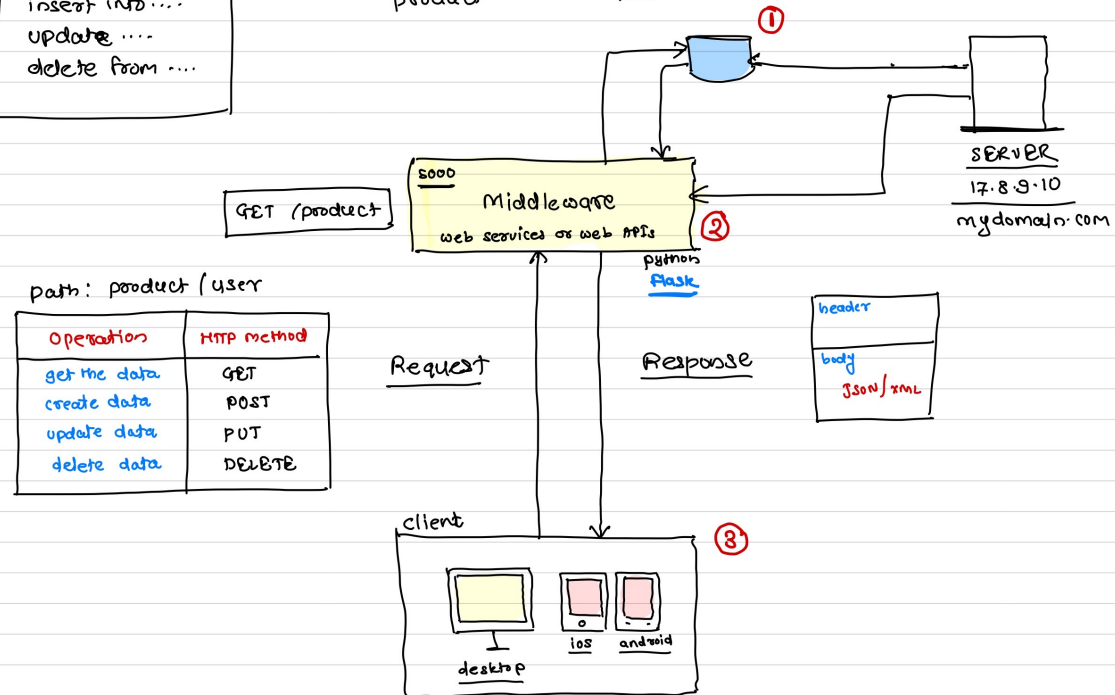 insert into ....
product
update ....
delete from ....
1
SERVER
17.8.9.10
mydomain.com
5000
Middleware
web services or web APIs
2
GET /product
python
flask
path: product / user
operation HTTP method
get the data GET
create data POST
update data PUT
delete data DELETE
Request
Response
header
body
JSON/XML
client
3
desktop
ios
android